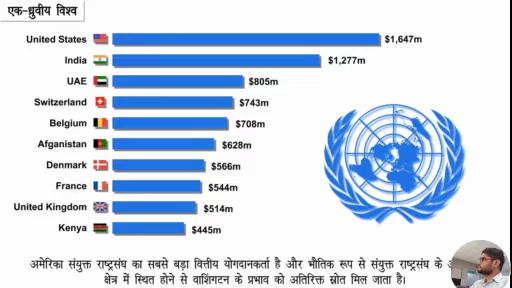 एक-ध्रुवीय विश्व
United States $1,647m
India $1,277m
UAE $805m
Switzerland $743m
Belgium $708m
Afganistan $628m
Denmark $566m
France $544m
United Kingdom $514m
Kenya $445m
अमेरिका संयुक्त राष्ट्रसंघ का सबसे बड़ा वित्तीय योगदानकर्ता है और भौतिक रूप से संयुक्त राष्ट्रसंघ के
क्षेत्र में स्थित होने से वाशिंगटन के प्रभाव को अतिरिक्त स्रोत मिल जाता है।